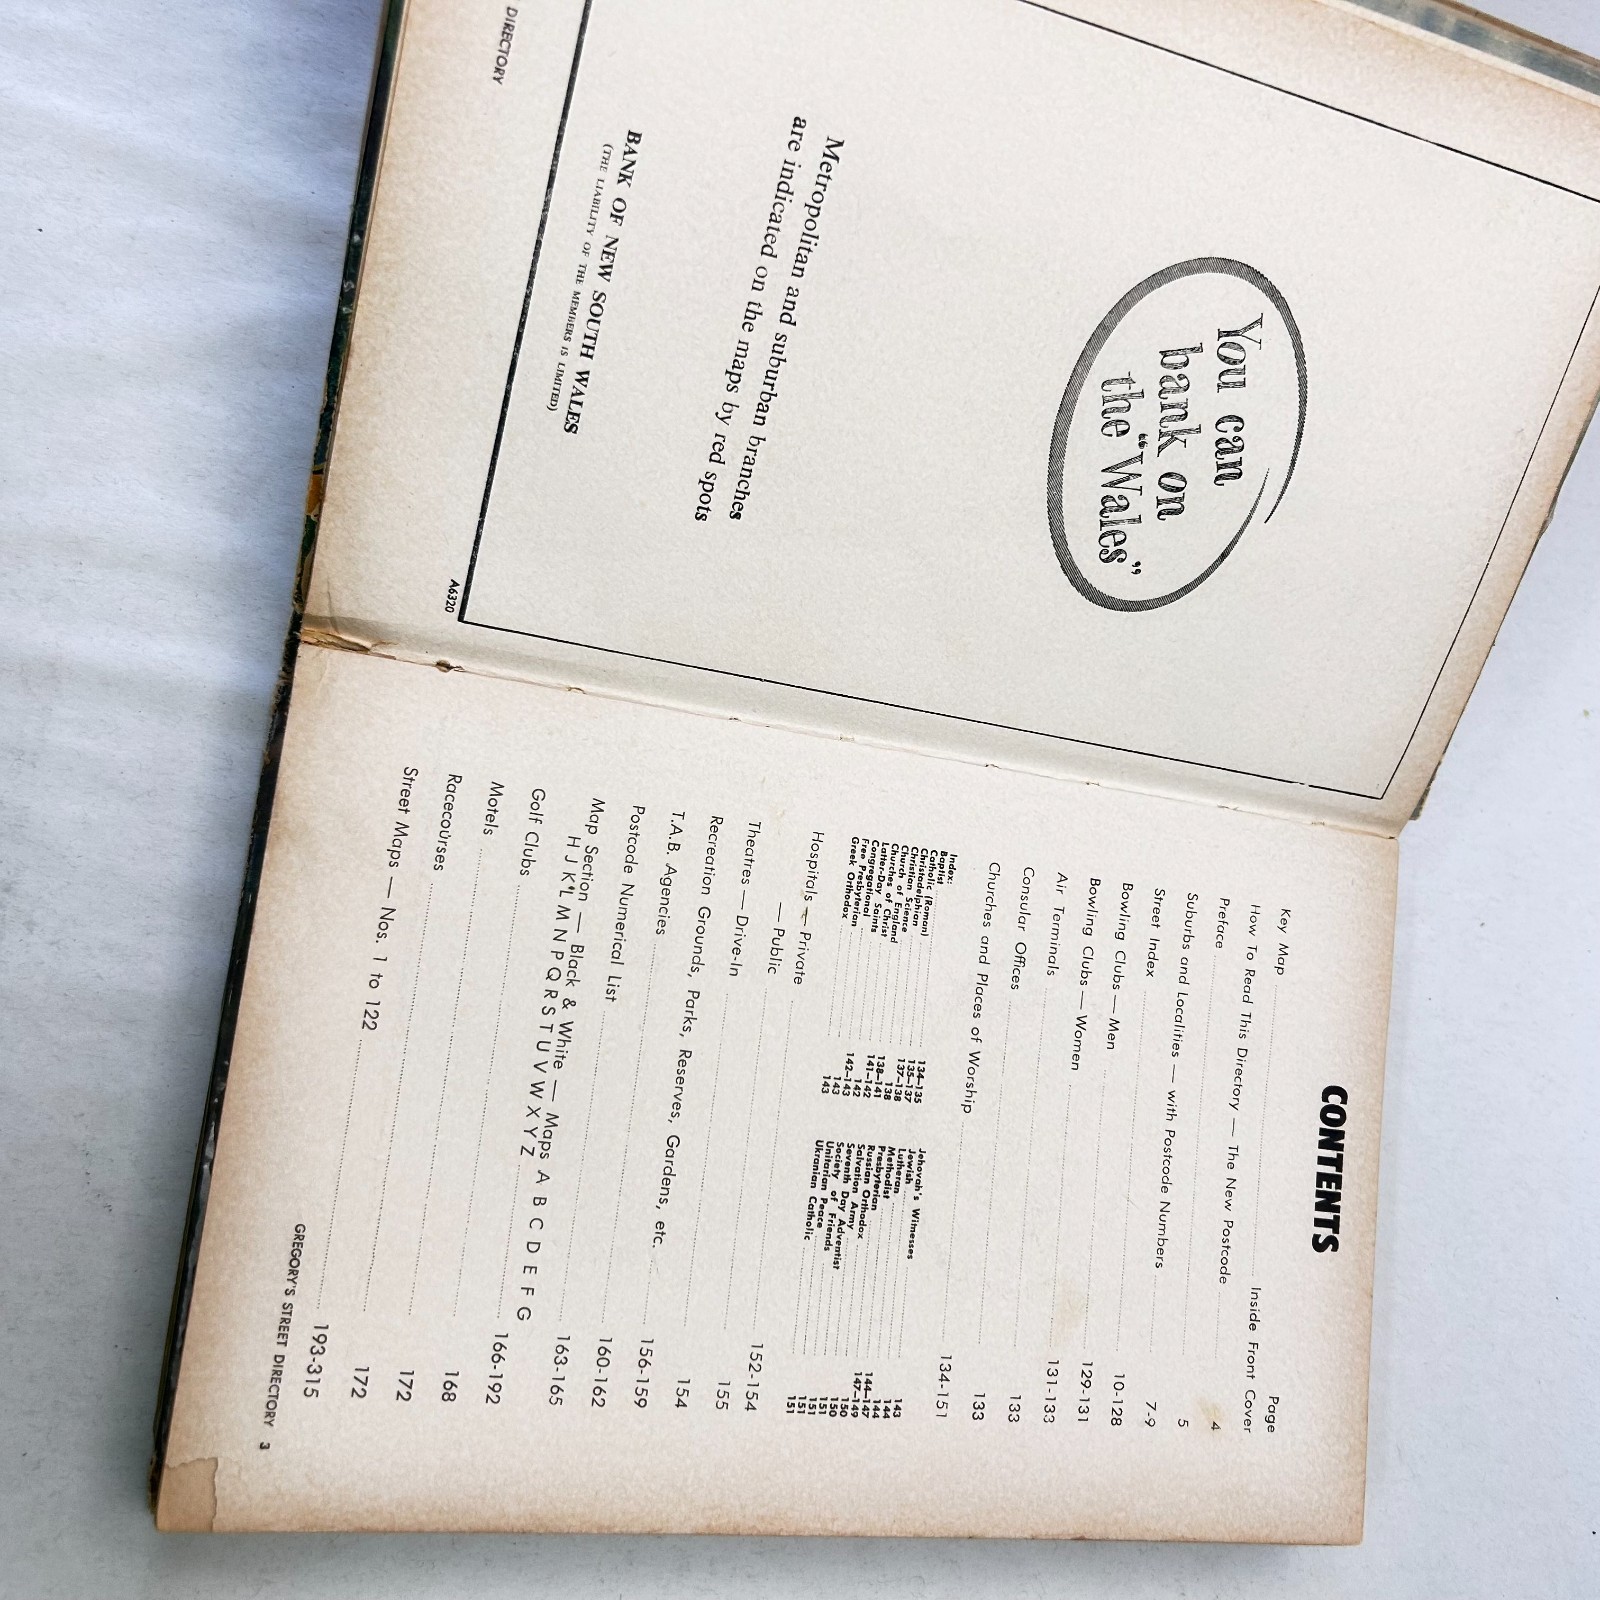 DIRECTORY
You can
bank on
the "Wales"
Metropolitan and suburban branches
are indicated on the maps by red spots
BANK OF NEW SOUTH WALES
(THE LIABILITY OF THE MEMBERS IS LIMITED)
A6320
CONTENTS
Page
Key Map Inside Front Cover
How To Read This Directory — The New Postcode 4
Preface 5
Suburbs and Localities — with Postcode Numbers 7-9
Street Index 10-128
Bowling Clubs — Men 129-131
Bowling Clubs — Women 131-133
Air Terminals 133
Consular Offices 133
Churches and Places of Worship 134-151
Index:
Baptist 134-135
Catholic (Roman) 135-137
Christadelphian 137-138
Christian Science 138
Church of England 138-141
Churches of Christ 141-142
Latter-Day Saints 142
Congregational 142-143
Free Presbyterian 143
Greek Orthodox 143
Jehovah's Witnesses 143
Jewish 144
Lutheran 144
Methodist 144-147
Presbyterian 147-149
Russian Orthodox 150
Salvation Army 150
Seventh Day Adventist 151
Society of Friends 151
Unitarian Peace 151
Ukranian Catholic 151
Hospitals — Private 152-154
— Public 155
Theatres — Drive-In 154
Recreation Grounds, Parks, Reserves, Gardens, etc. 156-159
T.A.B. Agencies 160-162
Postcode Numerical List 163-165
Map Section — Black & White — Maps A B C D E F G
H J K L M N P Q R S T U V W X Y Z 166-192
Golf Clubs 168
Motels 172
Racecourses 172
Street Maps — Nos. 1 to 122 193-315
GREGORY'S STREET DIRECTORY 3